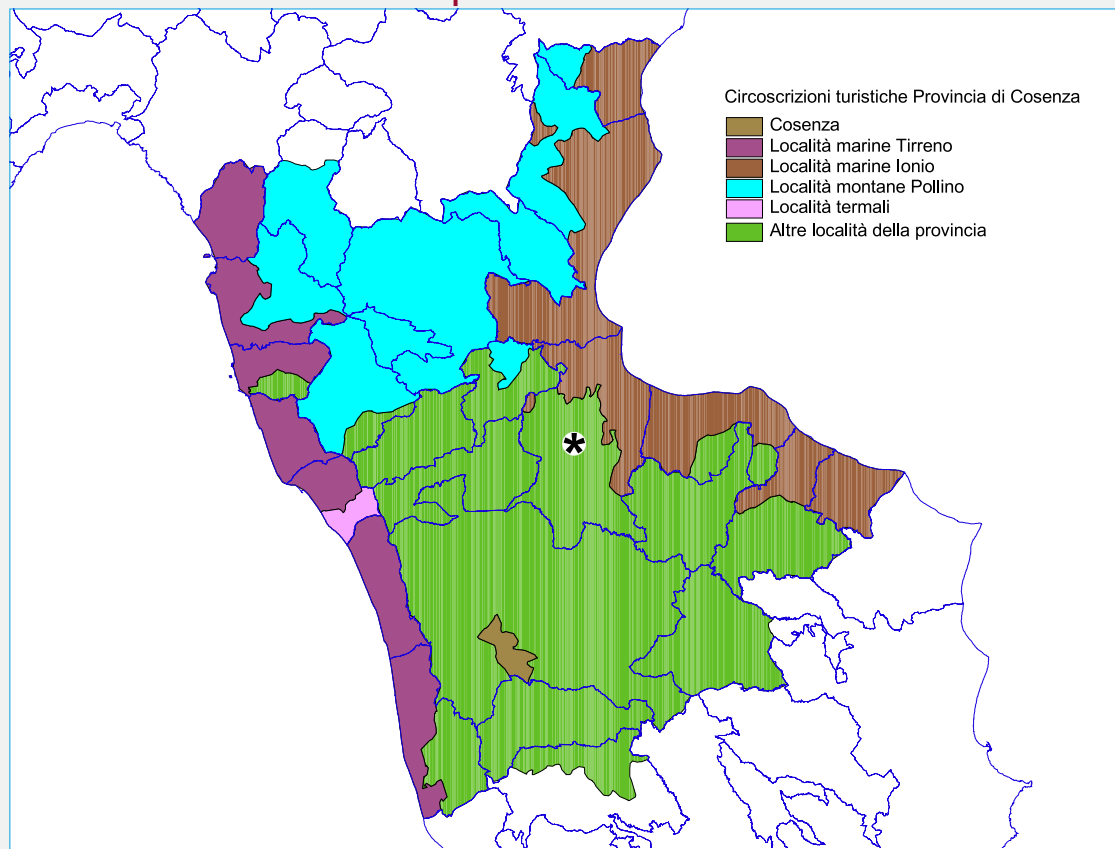 Circoscrizioni turistiche Provincia di Cosenza
Cosenza
Località marine Tirreno
Località marine Ionio
Località montane Pollino
Località termali
Altre località della provincia
*